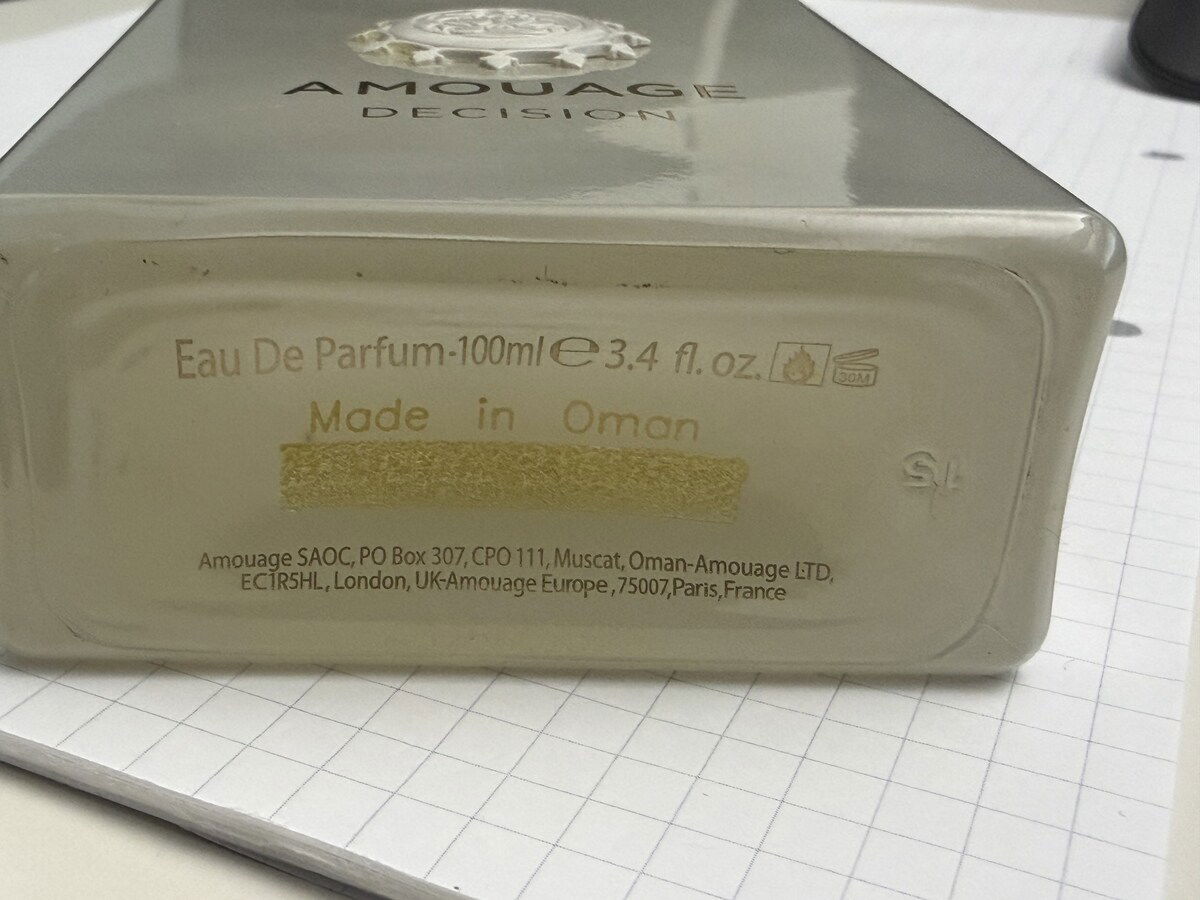 AMOUAGE
DECISION
Eau De Parfum-100ml℮3.4 fl. oz. 30M
Made in Oman
15
Amouage SAOC, PO Box 307, CPO 111, Muscat, Oman-Amouage LTD,
EC1R5HL, London, UK-Amouage Europe, 75007, Paris, France